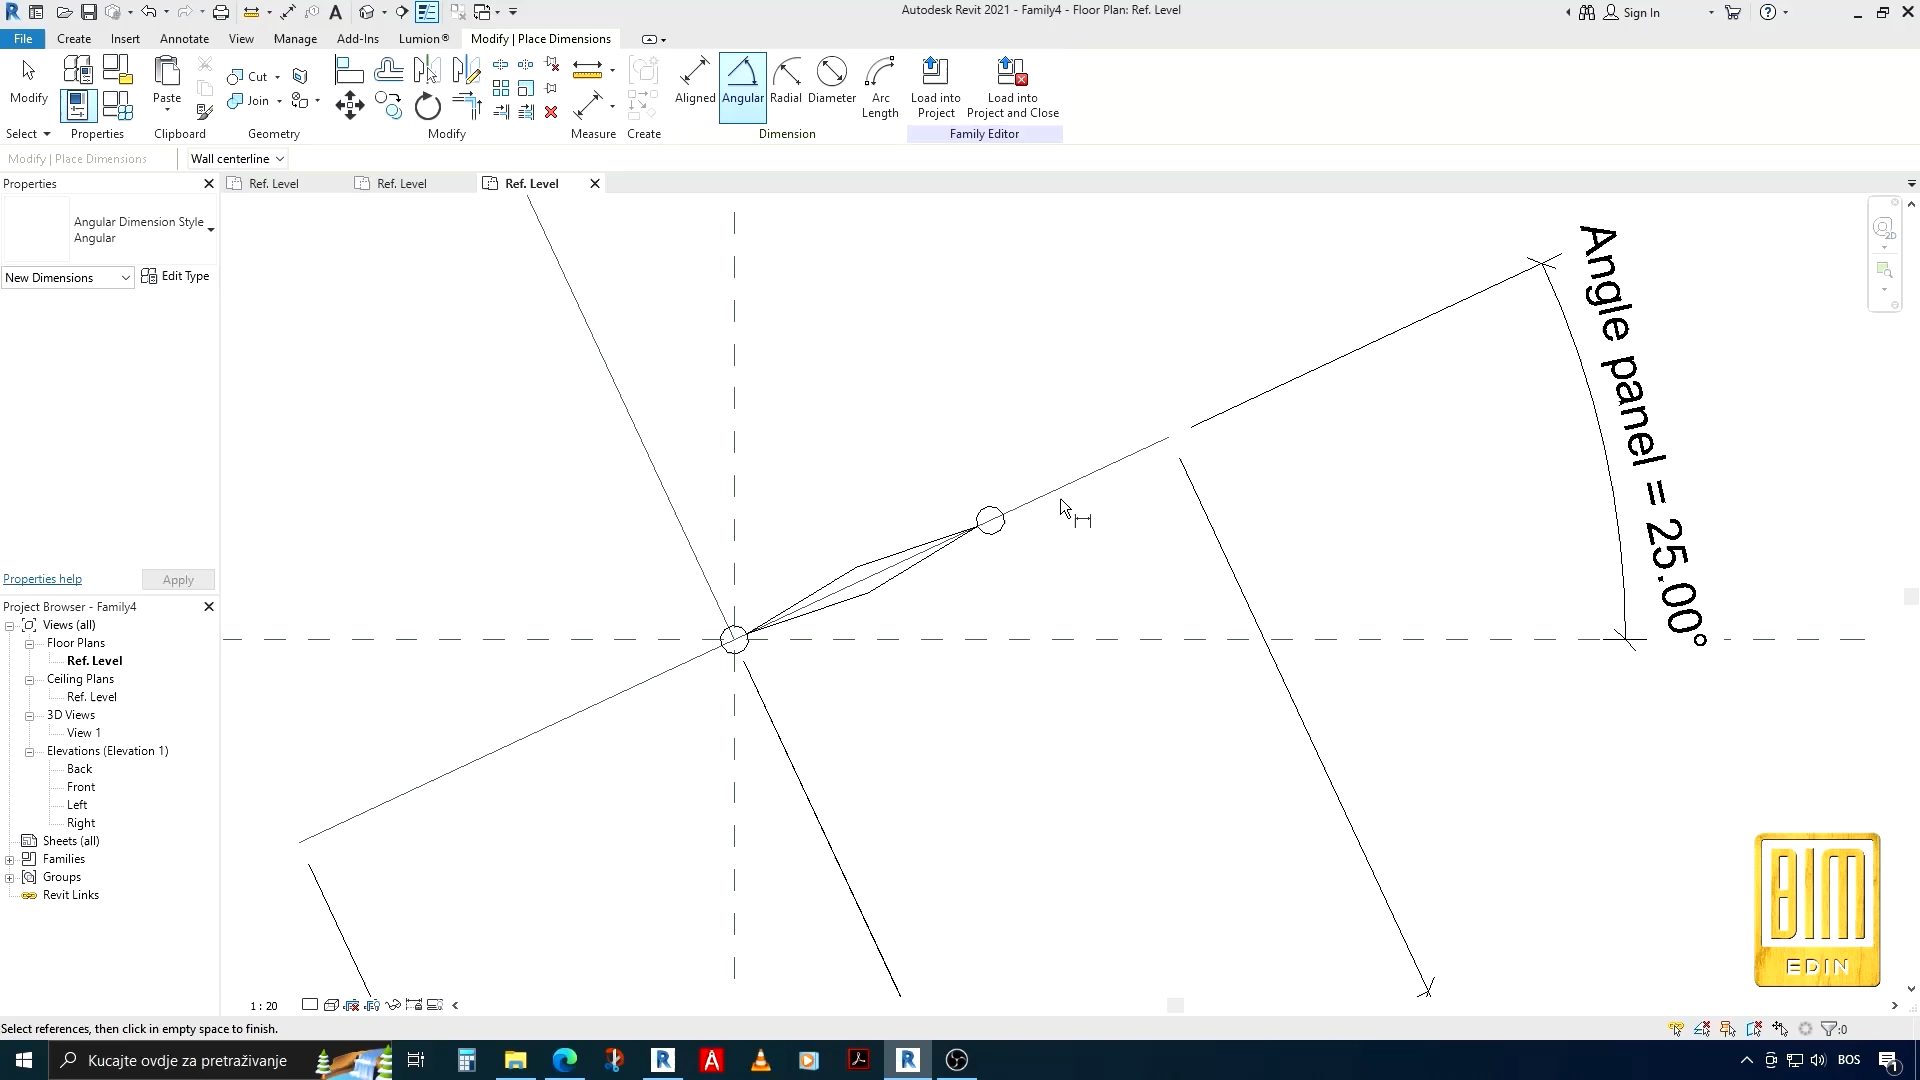 Autodesk Revit 2021 - Family4 - Floor Plan: Ref. Level
Sign In
File Create Insert Annotate View Manage Add-Ins Lumion® Modify | Place Dimensions
Modify
Paste
Cut
Join
Aligned Angular Radial Diameter Arc Length
Load into Project
Load into Project and Close
Select Properties Clipboard Geometry Modify Measure Create Dimension Family Editor
Modify | Place Dimensions Wall centerline
Properties
Ref. Level Ref. Level Ref. Level
Angular Dimension Style
Angular
New Dimensions Edit Type
2D
Angle panel = 25.00°
Properties help Apply
Project Browser - Family4
Views (all)
Floor Plans
Ref. Level
Ceiling Plans
Ref. Level
3D Views
View 1
Elevations (Elevation 1)
Back
Front
Left
Right
Sheets (all)
Families
Groups
Revit Links
BIM
EDIN
1 : 20
Select references, then click in empty space to finish.
:0
Kucajte ovdje za pretraživanje
BOS
1